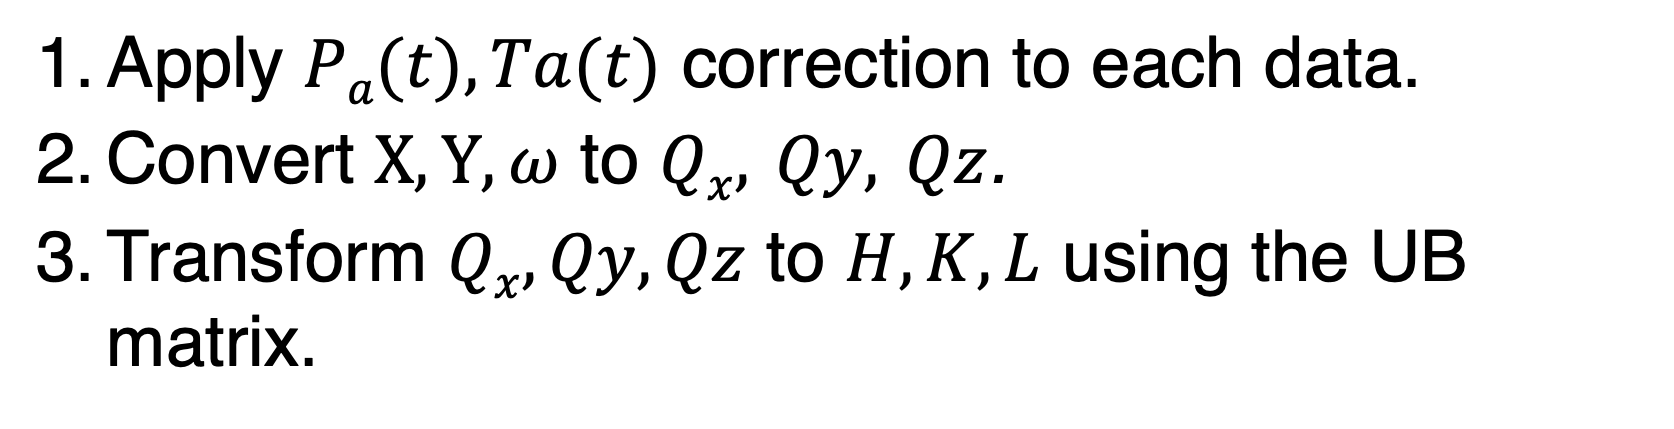 1. Apply Pₐ(t), Ta(t) correction to each data.
2. Convert X, Y, ω to Qₓ, Qy, Qz.
3. Transform Qₓ, Qy, Qz to H, K, L using the UB
matrix.